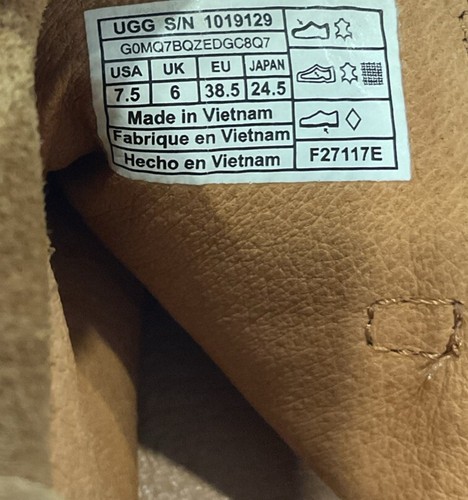 UGG S/N 1019129
G0MQ7BQZEDGC8Q7
USA UK EU JAPAN
7.5 6 38.5 24.5
Made in Vietnam
Fabrique en Vietnam
Hecho en Vietnam
F27117E